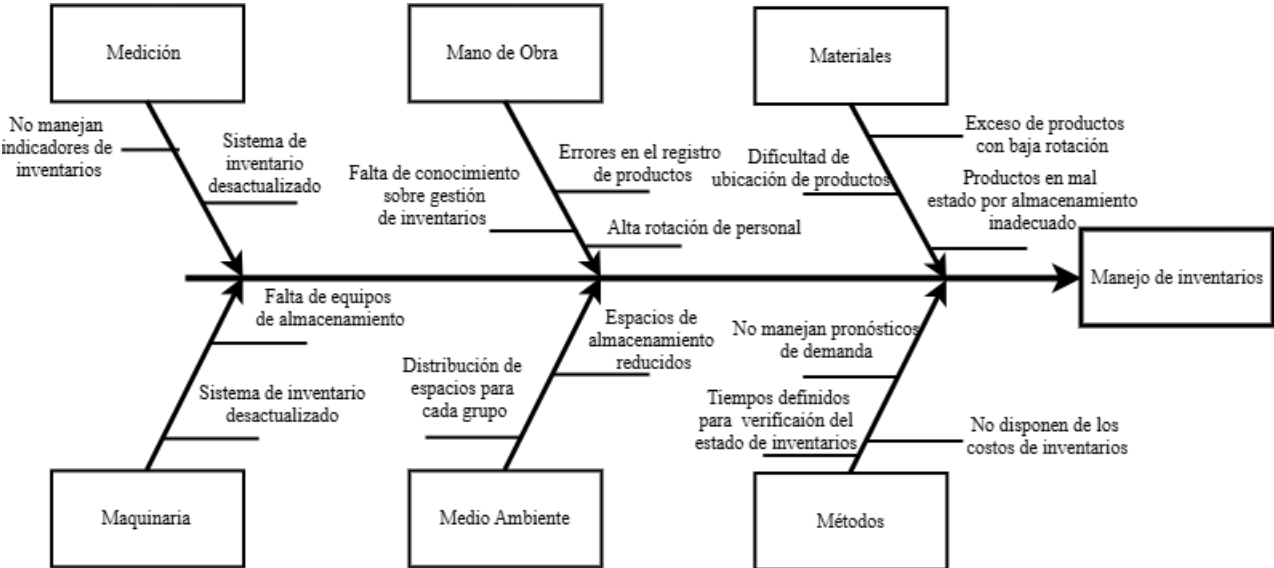 Medición
Mano de Obra
Materiales
No manejan
indicadores de
inventarios
Sistema de
inventario
desactualizado
Falta de conocimiento
sobre gestión
de inventarios
Errores en el registro
de productos
Alta rotación de personal
Dificultad de
ubicación de productos
Exceso de productos
con baja rotación
Productos en mal
estado por almacenamiento
inadecuado
Manejo de inventarios
Falta de equipos
de almacenamiento
Sistema de inventario
desactualizado
Distribución de
espacios para
cada grupo
Espacios de
almacenamiento
reducidos
No manejan pronósticos
de demanda
Tiempos definidos
para verificaión del
estado de inventarios
No disponen de los
costos de inventarios
Maquinaria
Medio Ambiente
Métodos